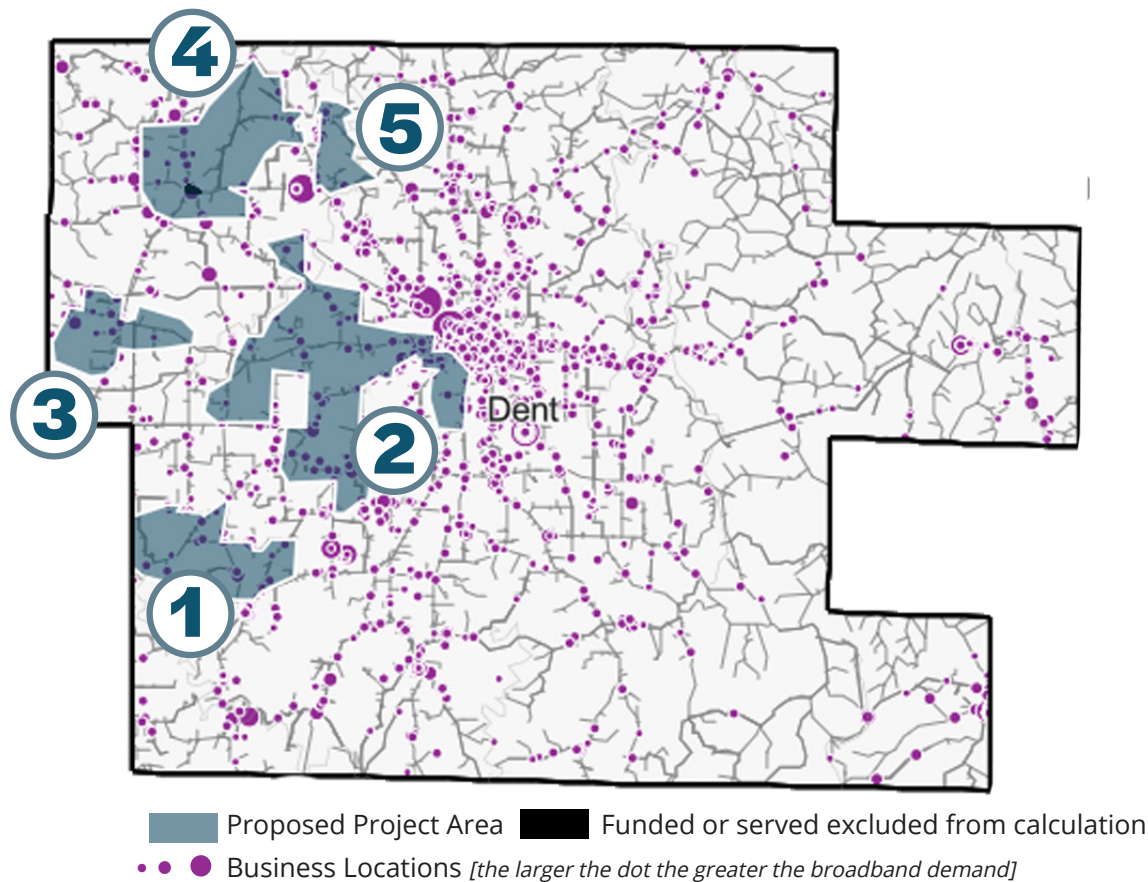 4
5
3
Dent
2
1
Proposed Project Area Funded or served excluded from calculation
Business Locations [the larger the dot the greater the broadband demand]